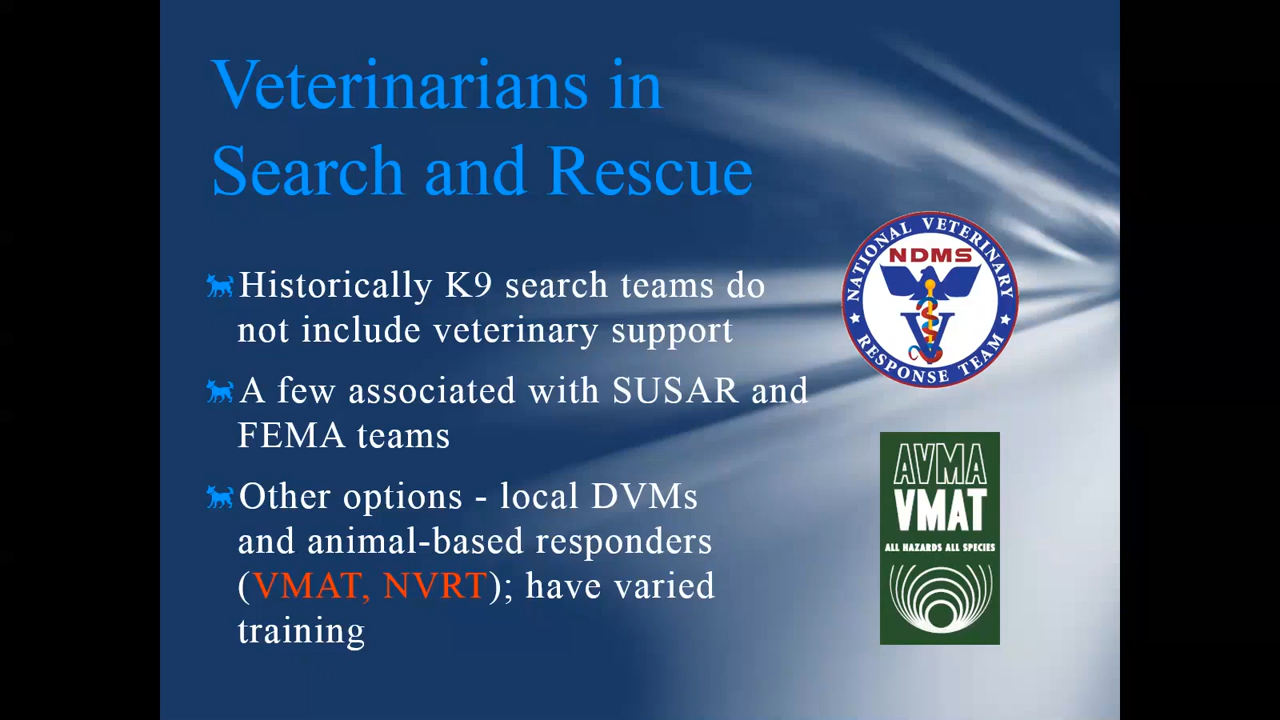 Veterinarians in
Search and Rescue
Historically K9 search teams do
not include veterinary support
A few associated with SUSAR and
FEMA teams
Other options - local DVMs
and animal-based responders
(VMAT, NVRT); have varied
training
NATIONAL VETERINARY
NDMS
V
RESPONSE TEAM
AVMA
VMAT
ALL HAZARDS ALL SPECIES